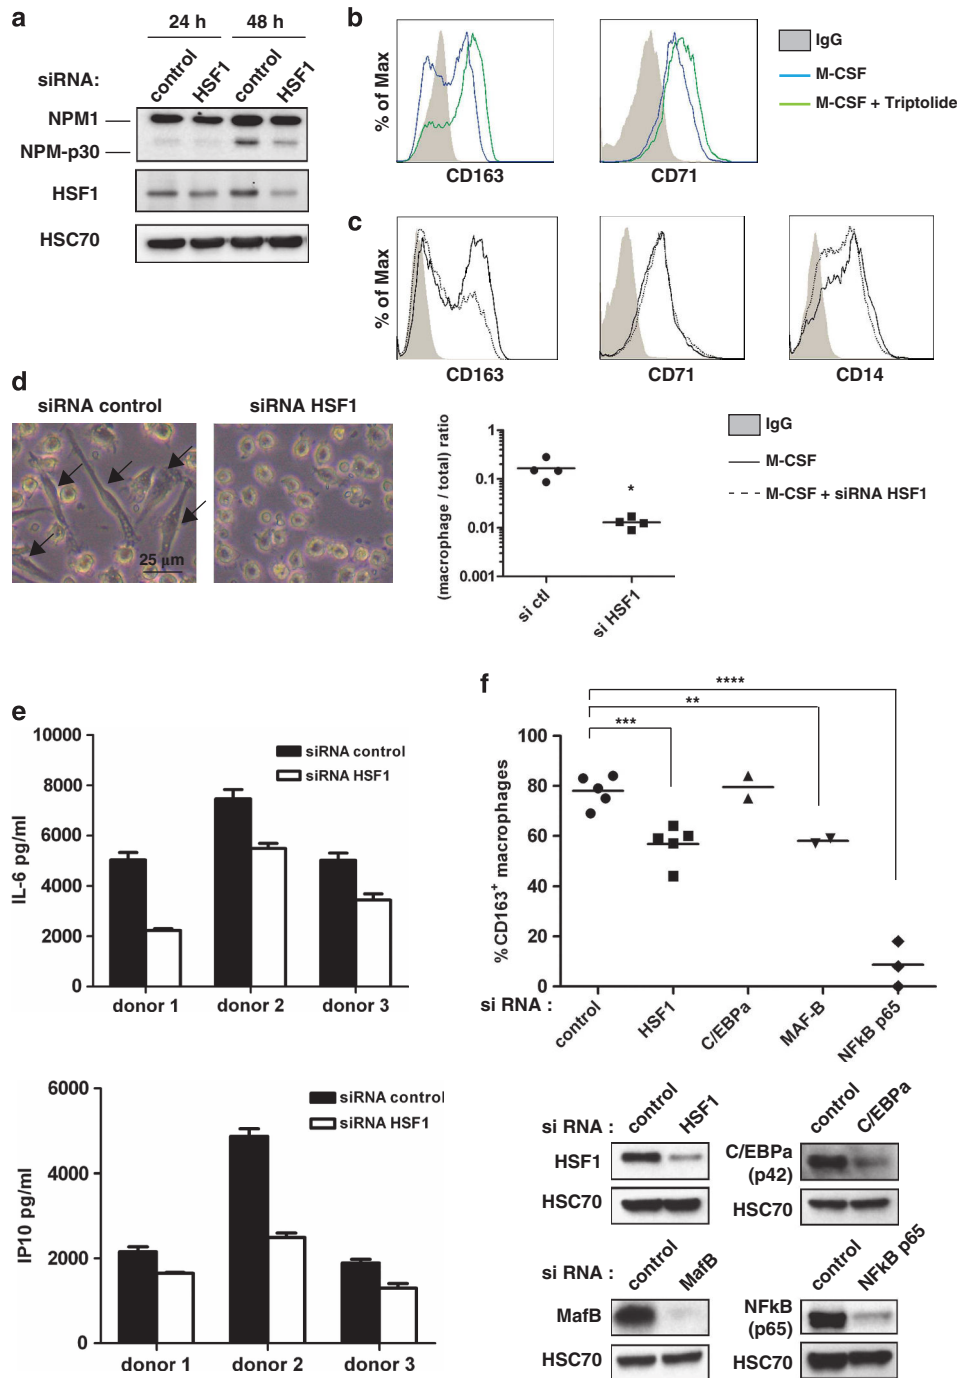 a
24 h 48 h
siRNA: control HSF1 control HSF1
NPM1
NPM-p30
HSF1
HSC70
b
% of Max
CD163
CD71
IgG
M-CSF
M-CSF + Triptolide
c
% of Max
CD163
CD71
CD14
IgG
M-CSF
M-CSF + siRNA HSF1
d
siRNA control
siRNA HSF1
25 μm
(macrophage / total) ratio
1
0.1
0.01
0.001
*
si ctl
si HSF1
e
IL-6 pg/ml
10000
8000
6000
4000
2000
0
siRNA control
siRNA HSF1
donor 1 donor 2 donor 3
IP10 pg/ml
6000
4000
2000
0
siRNA control
siRNA HSF1
donor 1 donor 2 donor 3
f
****
**
***
% CD163+ macrophages
100
80
60
40
20
0
si RNA :
control HSF1 C/EBPa MAF-B NFkB p65
si RNA : control HSF1
HSF1
HSC70
control C/EBPa
C/EBPa
(p42)
HSC70
si RNA : control MafB
MafB
HSC70
control NFkB p65
NFkB
(p65)
HSC70